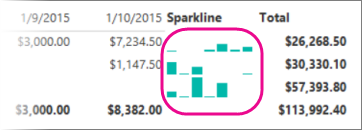 1/9/2015 1/10/2015 Sparkline Total
$3,000.00 $7,234.50 $26,268.50
$1,147.50 $30,330.10
$57,393.80
$3,000.00 $8,382.00 $113,992.40